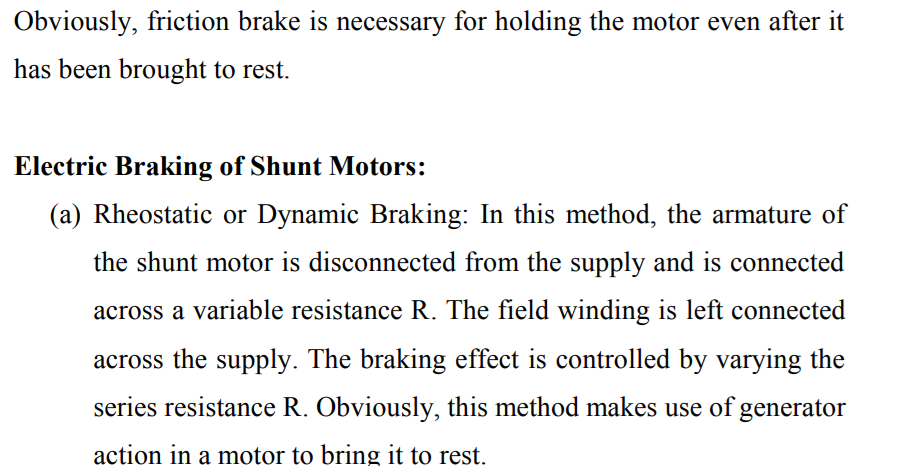 Obviously, friction brake is necessary for holding the motor even after it
has been brought to rest.
Electric Braking of Shunt Motors:
(a) Rheostatic or Dynamic Braking: In this method, the armature of
the shunt motor is disconnected from the supply and is connected
across a variable resistance R. The field winding is left connected
across the supply. The braking effect is controlled by varying the
series resistance R. Obviously, this method makes use of generator
action in a motor to bring it to rest.